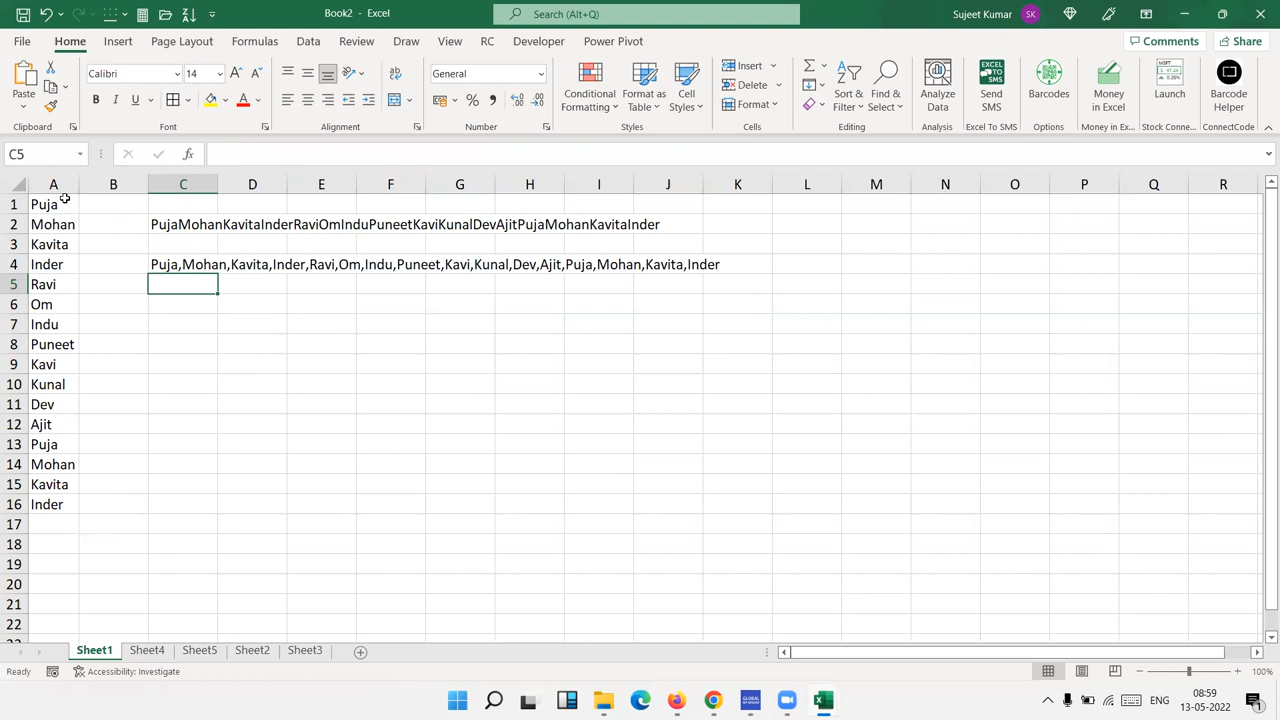 Book2 - Excel
Search (Alt+Q)
Sujeet Kumar
SK
File Home Insert Page Layout Formulas Data Review View Draw RC Developer Power Pivot
Comments
Share
Paste
Calibri 14
B I U
General
Conditional Formatting
Format as Table
Cell Styles
Insert
Delete
Format
Sort & Filter
Find & Select
Analyze Data
EXCEL TO SMS
Send SMS
Barcodes
Money in Excel
Launch
Barcode Helper
Clipboard Font Alignment Number Styles Cells Editing Analysis Excel To SMS Options Money in Ex... Stock Conne... ConnectCode
C5
fx
A B C D E F G H I J K L M N O P Q R
1 Puja
2 Mohan PujaMohanKavitaInderRaviOmInduPuneetKaviKunalDevAjitPujaMohanKavitaInder
3 Kavita
4 Inder Puja,Mohan,Kavita,Inder,Ravi,Om,Indu,Puneet,Kavi,Kunal,Dev,Ajit,Puja,Mohan,Kavita,Inder
5 Ravi
6 Om
7 Indu
8 Puneet
9 Kavi
10 Kunal
11 Dev
12 Ajit
13 Puja
14 Mohan
15 Kavita
16 Inder
17
18
19
20
21
22
Sheet1 Sheet4 Sheet5 Sheet2 Sheet3
Ready
Accessibility: Investigate
100%
ENG
08:59
13-05-2022